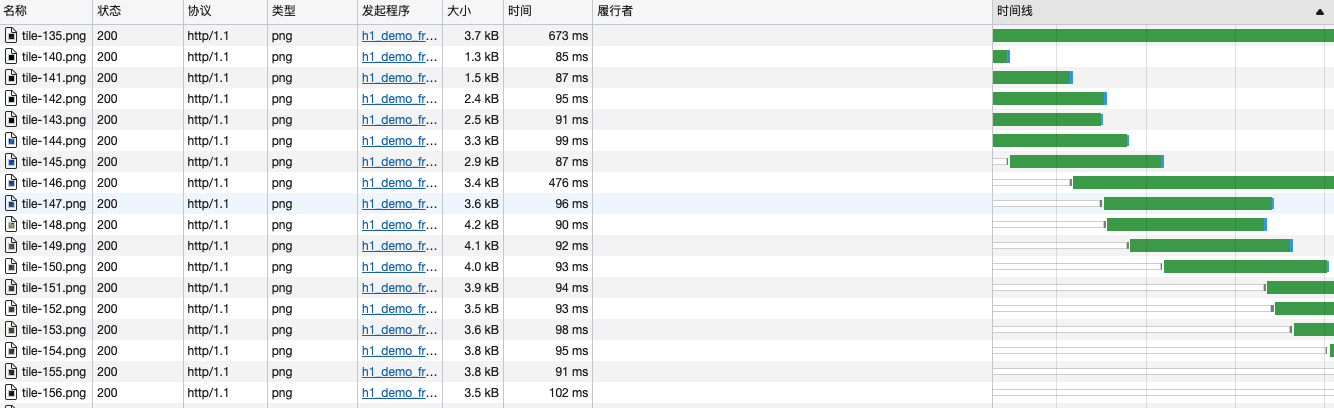 名称 状态 协议 类型 发起程序 大小 时间 履行者 时间线
tile-135.png 200 http/1.1 png h1_demo_fr... 3.7 kB 673 ms
tile-140.png 200 http/1.1 png h1_demo_fr... 1.3 kB 85 ms
tile-141.png 200 http/1.1 png h1_demo_fr... 1.5 kB 87 ms
tile-142.png 200 http/1.1 png h1_demo_fr... 2.4 kB 95 ms
tile-143.png 200 http/1.1 png h1_demo_fr... 2.5 kB 91 ms
tile-144.png 200 http/1.1 png h1_demo_fr... 3.3 kB 99 ms
tile-145.png 200 http/1.1 png h1_demo_fr... 2.9 kB 87 ms
tile-146.png 200 http/1.1 png h1_demo_fr... 3.4 kB 476 ms
tile-147.png 200 http/1.1 png h1_demo_fr... 3.6 kB 96 ms
tile-148.png 200 http/1.1 png h1_demo_fr... 4.2 kB 90 ms
tile-149.png 200 http/1.1 png h1_demo_fr... 4.1 kB 92 ms
tile-150.png 200 http/1.1 png h1_demo_fr... 4.0 kB 93 ms
tile-151.png 200 http/1.1 png h1_demo_fr... 3.9 kB 94 ms
tile-152.png 200 http/1.1 png h1_demo_fr... 3.5 kB 93 ms
tile-153.png 200 http/1.1 png h1_demo_fr... 3.6 kB 98 ms
tile-154.png 200 http/1.1 png h1_demo_fr... 3.8 kB 95 ms
tile-155.png 200 http/1.1 png h1_demo_fr... 3.8 kB 91 ms
tile-156.png 200 http/1.1 png h1_demo_fr... 3.5 kB 102 ms